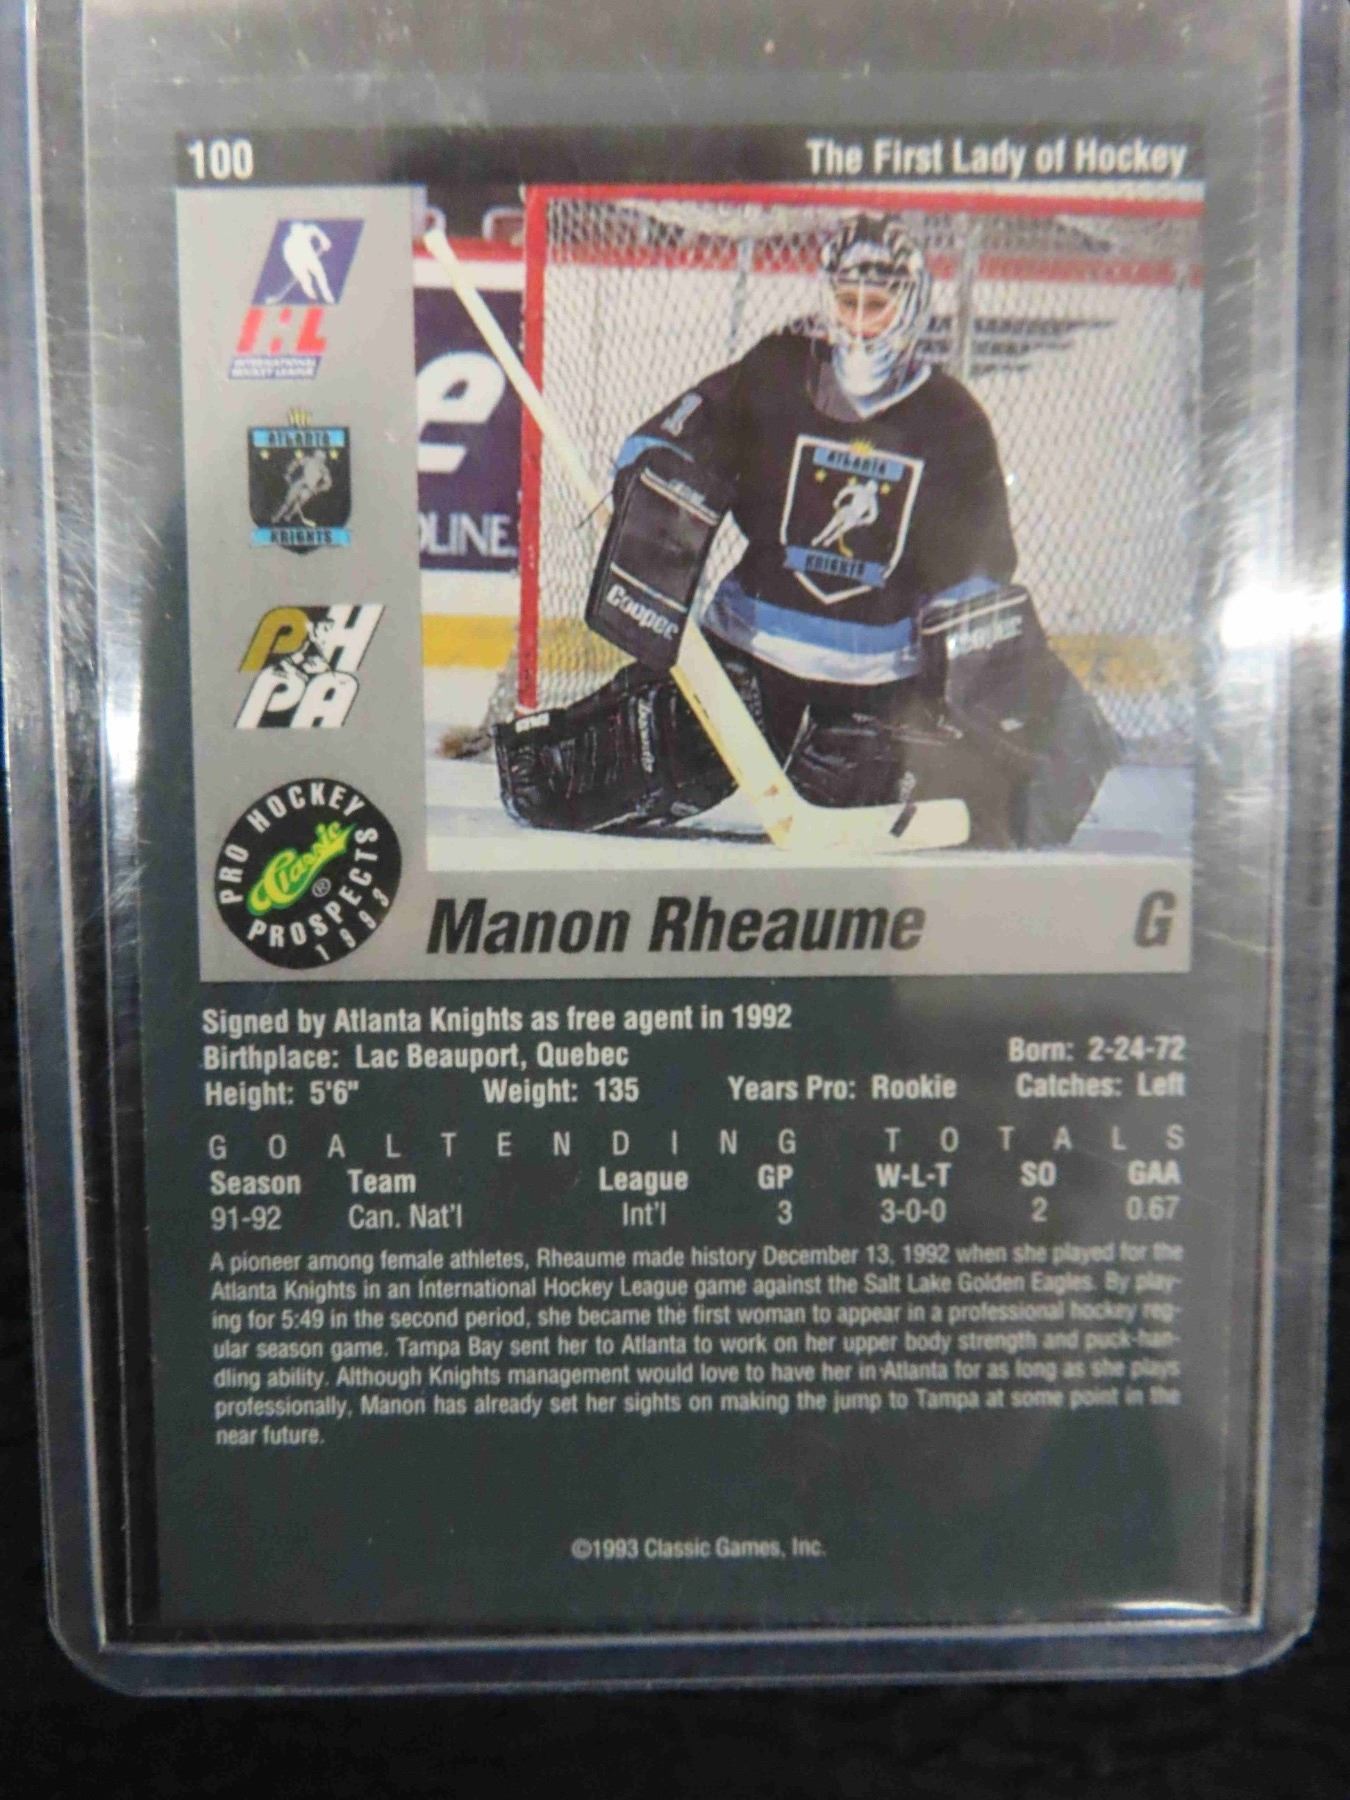 100 The First Lady of Hockey
IHL
INTERNATIONAL
HOCKEY LEAGUE
ATLANTA
KNIGHTS
PHPA
PRO HOCKEY PROSPECTS 1993
Classic ®
e
OLINE
1
ATLANTA
KNIGHTS
Cooper
Manon Rheaume G
Signed by Atlanta Knights as free agent in 1992
Birthplace: Lac Beauport, Quebec Born: 2-24-72
Height: 5'6" Weight: 135 Years Pro: Rookie Catches: Left
GOALTENDING TOTALS
Season Team League GP W-L-T SO GAA
91-92 Can. Nat'l Int'l 3 3-0-0 2 0.67
A pioneer among female athletes, Rheaume made history December 13, 1992 when she played for the
Atlanta Knights in an International Hockey League game against the Salt Lake Golden Eagles. By play-
ing for 5:49 in the second period, she became the first woman to appear in a professional hockey reg-
ular season game. Tampa Bay sent her to Atlanta to work on her upper body strength and puck-han-
dling ability. Although Knights management would love to have her in Atlanta for as long as she plays
professionally, Manon has already set her sights on making the jump to Tampa at some point in the
near future.
©1993 Classic Games, Inc.